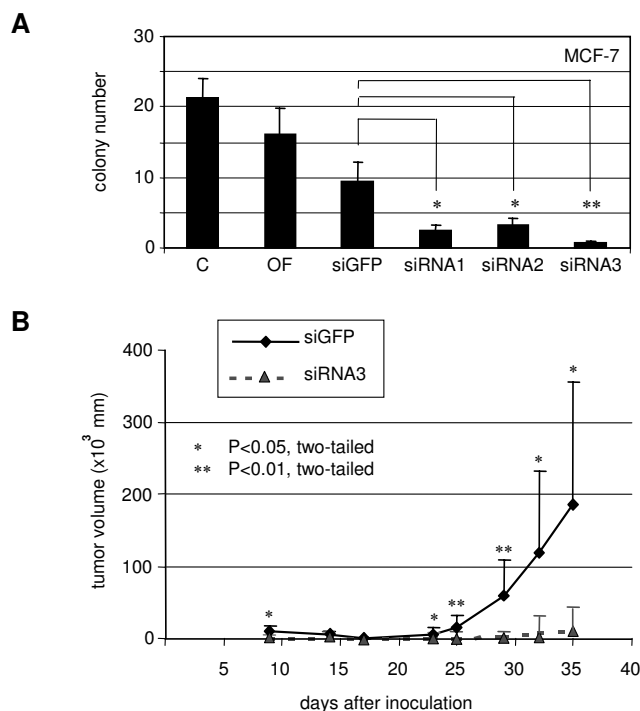 A
MCF-7
colony number
30
20
10
0
C OF siGFP siRNA1 siRNA2 siRNA3
* * **
B
siGFP
siRNA3
tumor volume (x10³ mm)
400
300
200
100
0
* P<0.05, two-tailed
** P<0.01, two-tailed
* * ** ** * *
5 10 15 20 25 30 35 40
days after inoculation